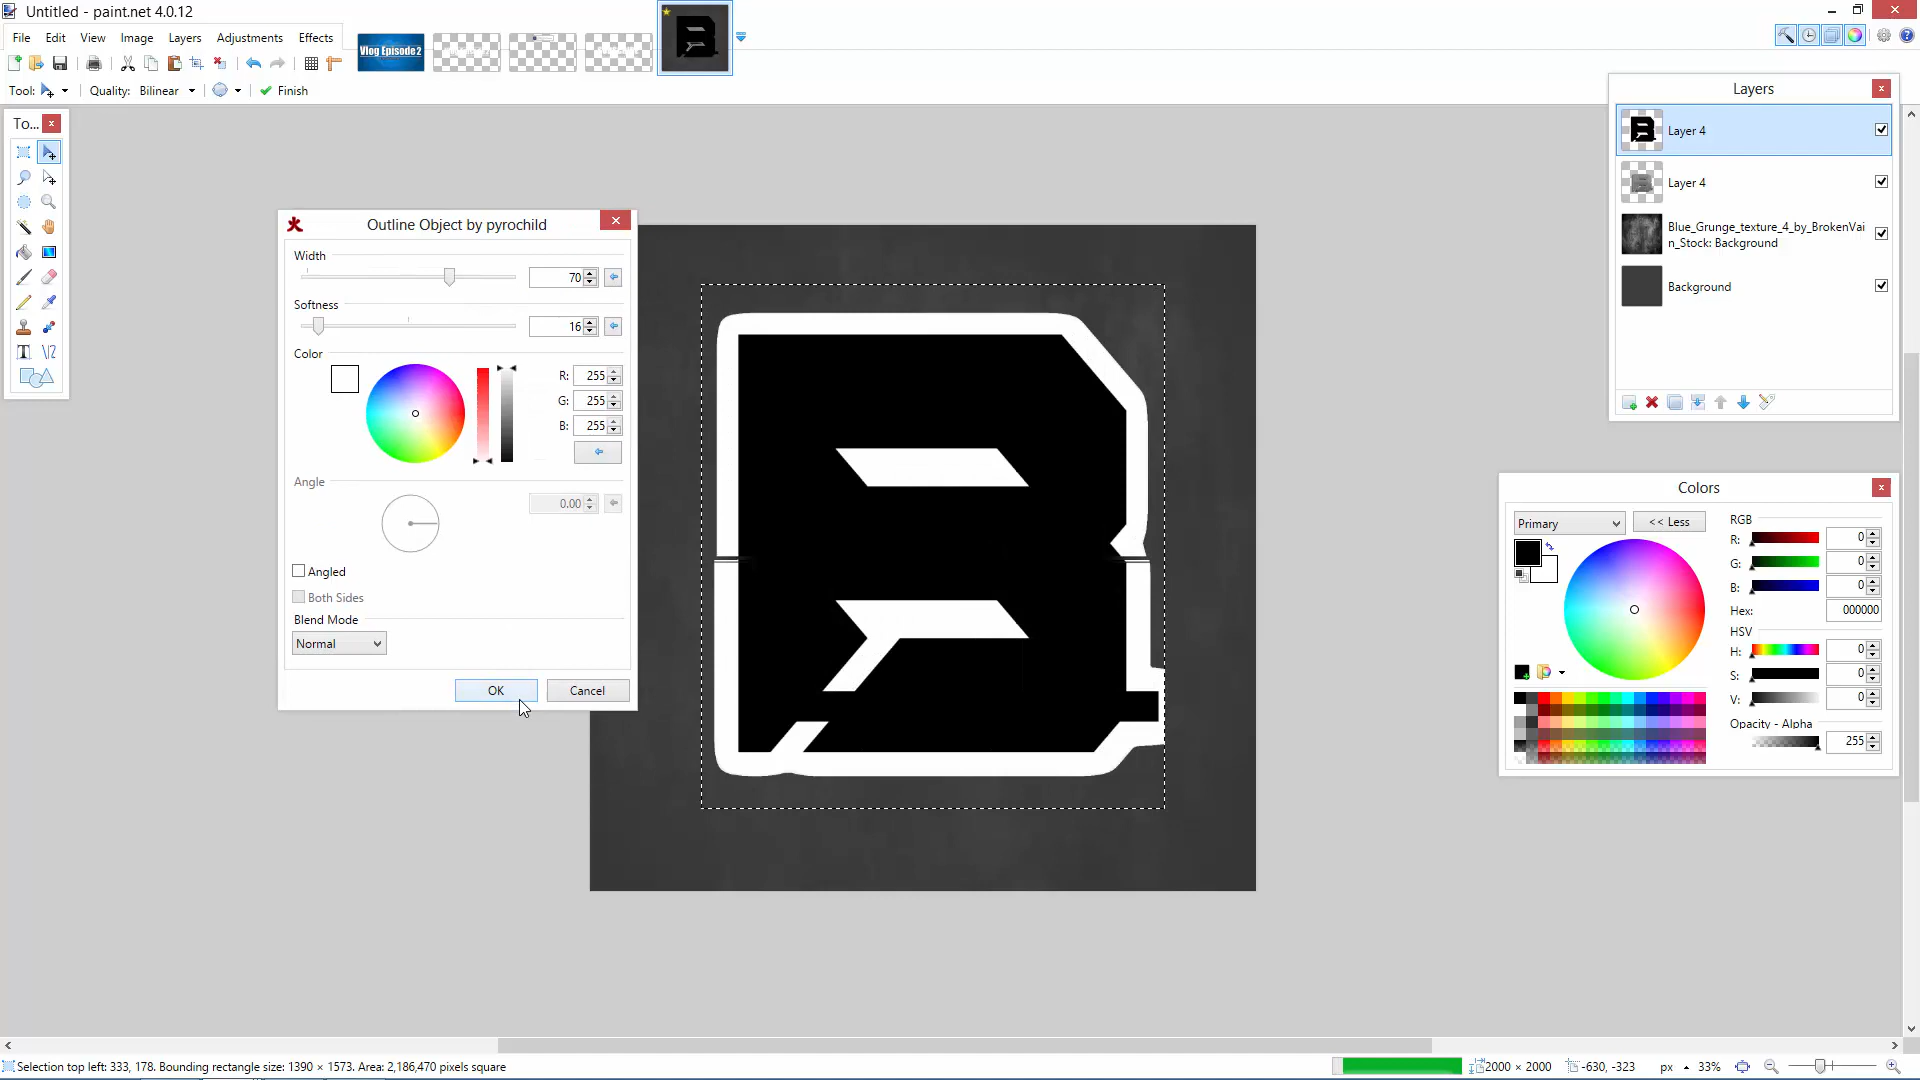 Untitled - paint.net 4.0.12
File Edit View Image Layers Adjustments Effects
Vlog Episode2
Tool: Quality: Bilinear Finish
To...
Layers
Layer 4
Layer 4
Blue_Grunge_texture_4_by_BrokenVai
n_Stock: Background
Background
Outline Object by pyrochild
Width
70
Softness
16
Color
R: 255
G: 255
B: 255
Angle
0.00
Angled
Both Sides
Blend Mode
Normal
OK Cancel
Colors
Primary << Less RGB
R: 0
G: 0
B: 0
Hex: 000000
HSV
H: 0
S: 0
V: 0
Opacity - Alpha
255
Selection top left: 333, 178. Bounding rectangle size: 1390 × 1573. Area: 2,186,470 pixels square
2000 × 2000 -630, -323 px 33%